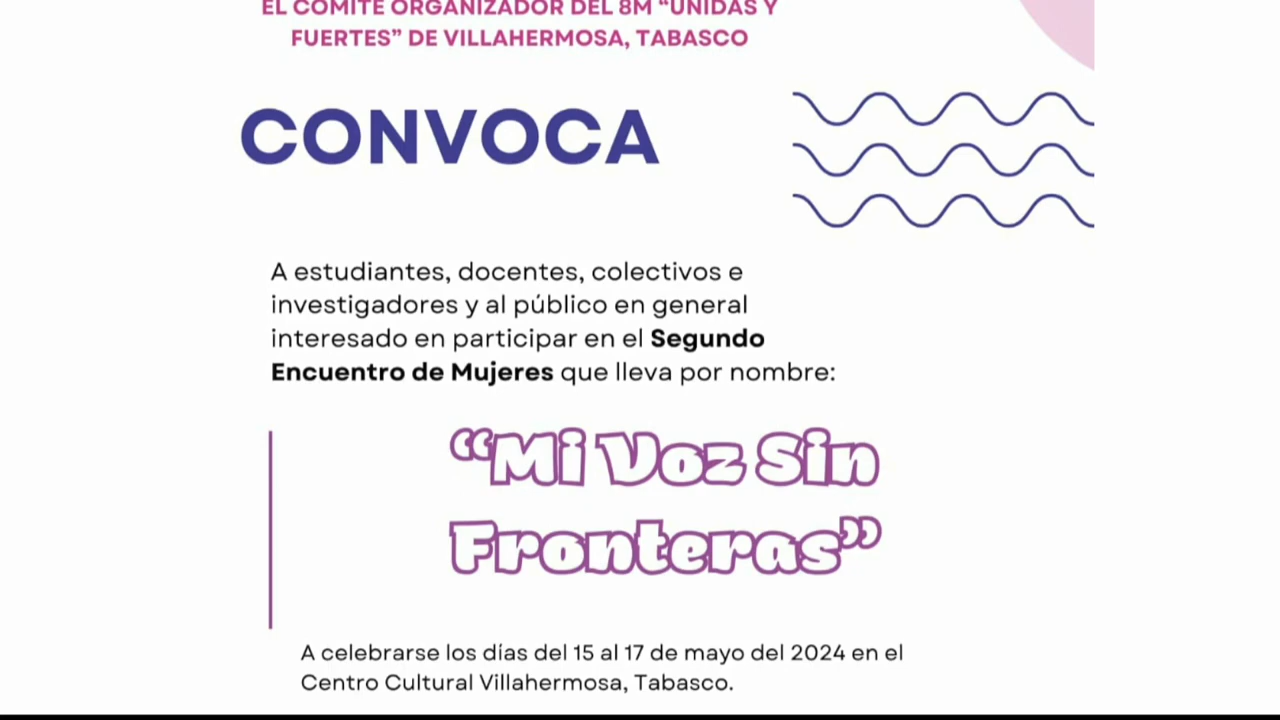 EL COMITÉ ORGANIZADOR DEL 8M “UNIDAS Y
FUERTES” DE VILLAHERMOSA, TABASCO
CONVOCA
A estudiantes, docentes, colectivos e
investigadores y al público en general
interesado en participar en el Segundo
Encuentro de Mujeres que lleva por nombre:
“Mi Voz Sin
Fronteras”
A celebrarse los días del 15 al 17 de mayo del 2024 en el
Centro Cultural Villahermosa, Tabasco.